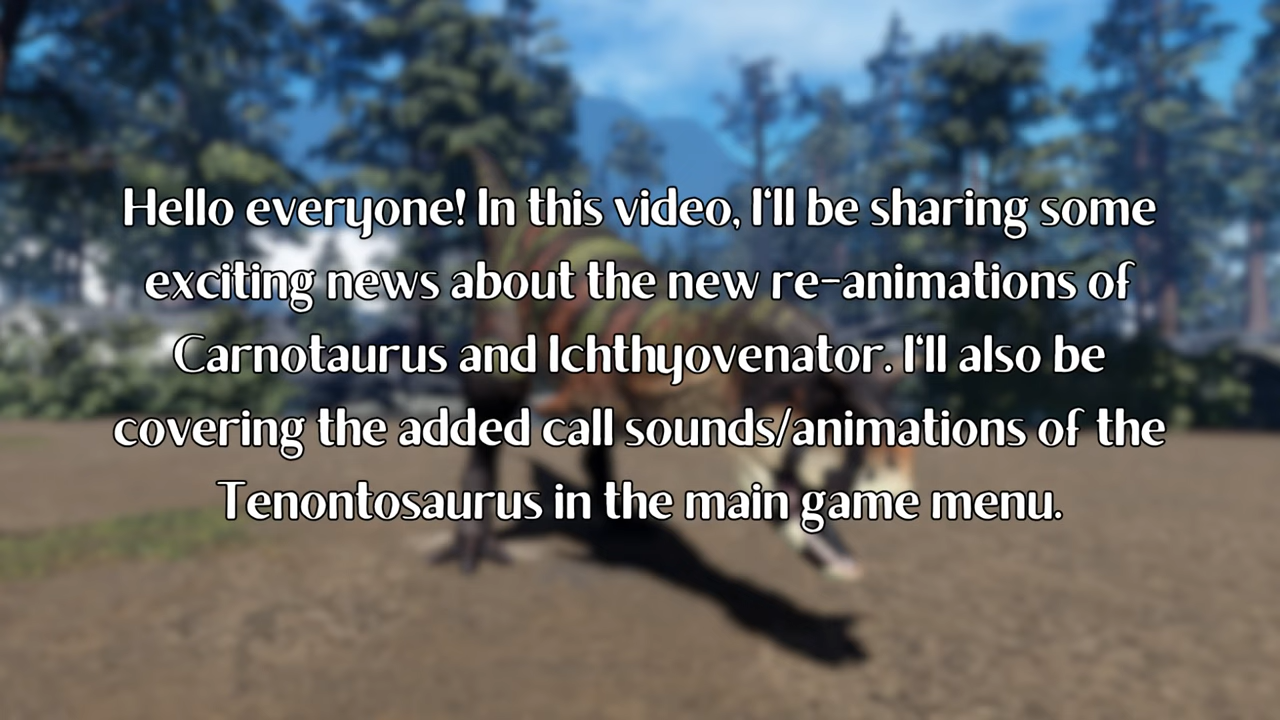 Hello everyone! In this video, I'll be sharing some
exciting news about the new re-animations of
Carnotaurus and Ichthyovenator. I'll also be
covering the added call sounds/animations of the
Tenontosaurus in the main game menu.